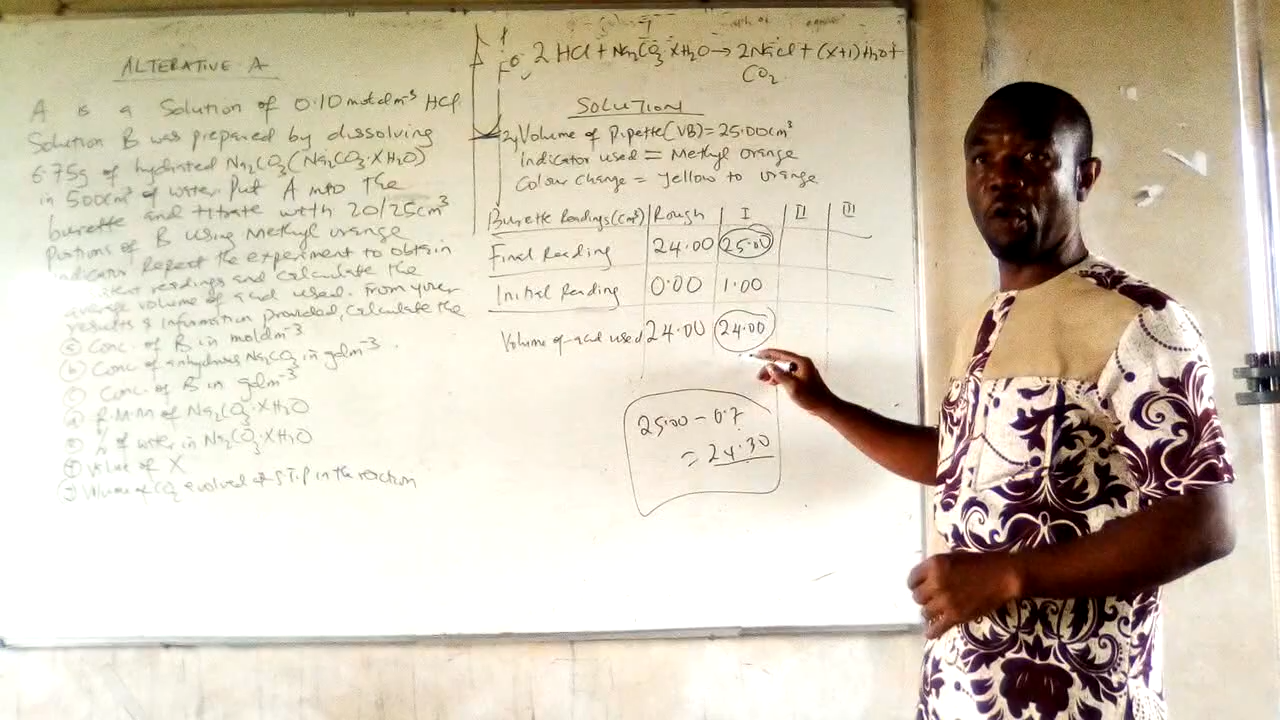 ALTERATIVE A
A is a Solution of 0.10 moldm⁻³ HCl
Solution B was prepared by dissolving
6.75g of hydrated Na₂CO₃ (Na₂CO₃.XH₂O)
in 500cm³ of water. Put A into the
burette and titrate with 20/25cm³
Portions of B using Methyl orange
indicator. Repeat the experiment to obtain
readings and calculate the
average volume of acid used. From your
results & information provided, calculate the
(a) Conc. of B in moldm⁻³
(b) Conc of anhydrous Na₂CO₃ in gdm⁻³.
(c) Conc. of B in gdm⁻³
(d) R.M.M of Na₂CO₃.XH₂O
(e) % of water in Na₂CO₃.XH₂O
(f) Value of X
(g) Volume of CO₂ evolved at S.T.P in the reaction
2HCl + Na₂CO₃.XH₂O → 2NaCl + (X+1)H₂O +
CO₂
SOLUTION
Volume of Pipette (VB) = 25.00cm³
Indicator used = Methyl orange
Colour change = Yellow to orange
Burette Readings (cm³) Rough I II III
Final Reading 24.00 25.00
Initial Reading 0.00 1.00
Volume of acid used 24.00 24.00
25.00 - 0.7
= 24.30